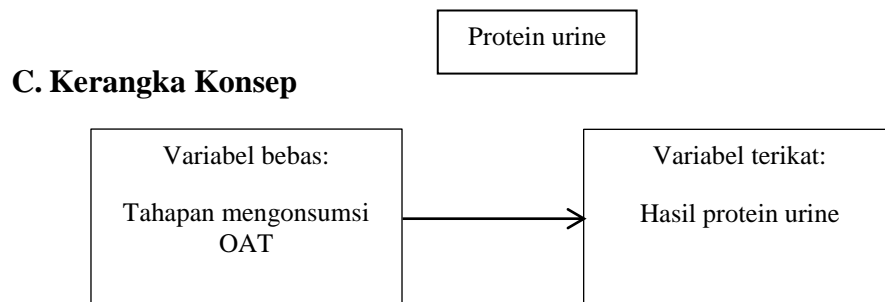 Protein urine
C. Kerangka Konsep
Variabel bebas:
Tahapan mengonsumsi
OAT
Variabel terikat:
Hasil protein urine